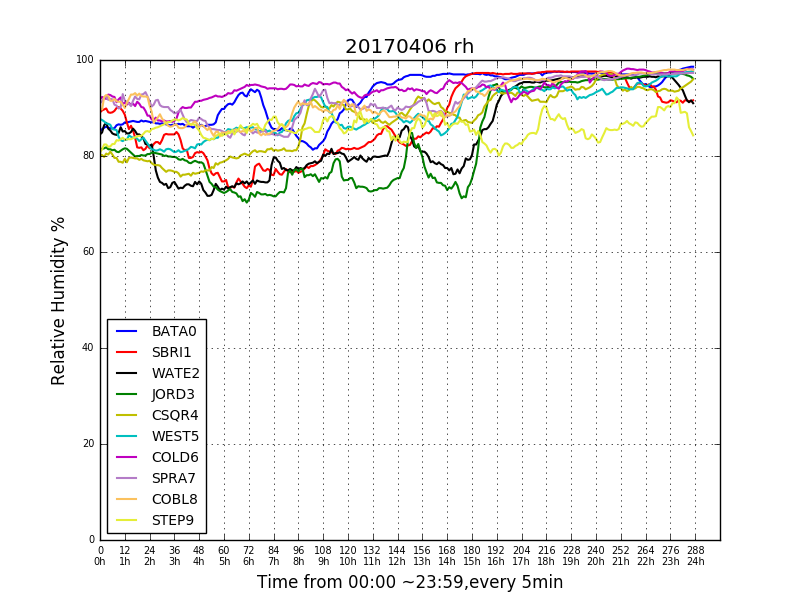 20170406 rh
Relative Humidity %
100
80
60
40
20
0
BATA0
SBRI1
WATE2
JORD3
CSQR4
WEST5
COLD6
SPRA7
COBL8
STEP9
0 12 24 36 48 60 72 84 96 108 120 132 144 156 168 180 192 204 216 228 240 252 264 276 288
0h 1h 2h 3h 4h 5h 6h 7h 8h 9h 10h 11h 12h 13h 14h 15h 16h 17h 18h 19h 20h 21h 22h 23h 24h
Time from 00:00 ~23:59,every 5min